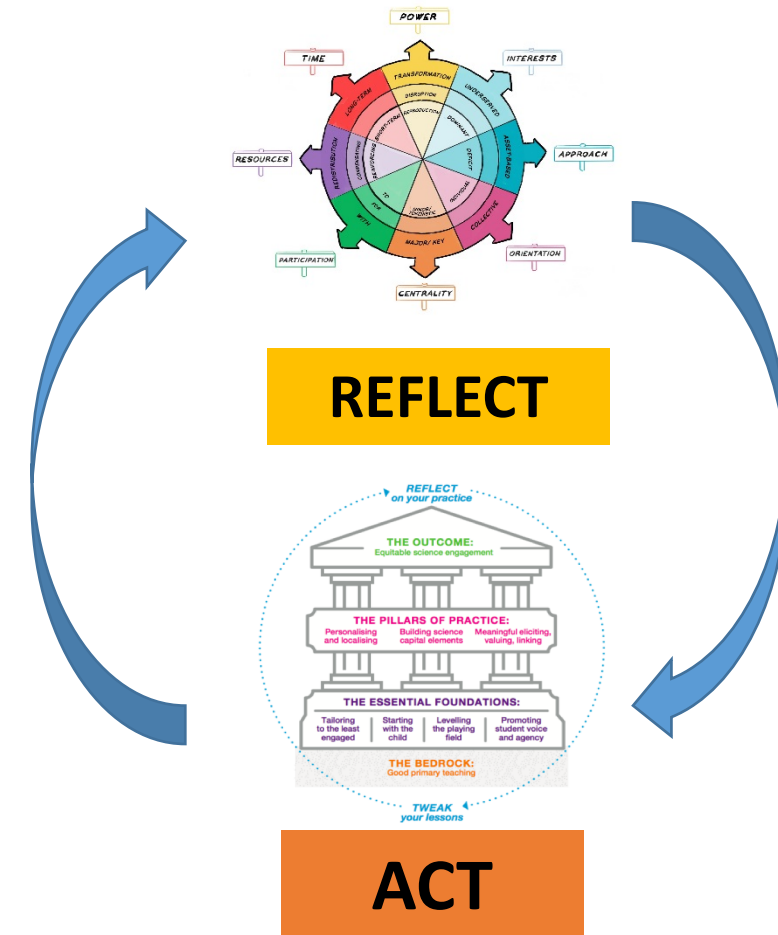 POWER
TIME
INTERESTS
TRANSFORMATION
LONG-TERM
UNDERSERVED
DISRUPTION
REPRODUCTION
SHORT-TERM
DOMINANT
RESOURCES
REDISTRIBUTION
COMPENSATING
REINFORCING
DEFICIT
ASSET-BASED
APPROACH
TO
FOR
WITH
INDIVIDUAL
COLLECTIVE
MINOR/
TOKENISTIC
MAJOR/KEY
PARTICIPATION
ORIENTATION
CENTRALITY
REFLECT
REFLECT
on your practice
THE OUTCOME:
Equitable science engagement
THE PILLARS OF PRACTICE:
Personalising
and localising
Building science
capital elements
Meaningful eliciting,
valuing, linking
THE ESSENTIAL FOUNDATIONS:
Tailoring
to the least
engaged
Starting
with the
child
Levelling
the playing
field
Promoting
student voice
and agency
THE BEDROCK:
Good primary teaching
TWEAK
your lessons
ACT